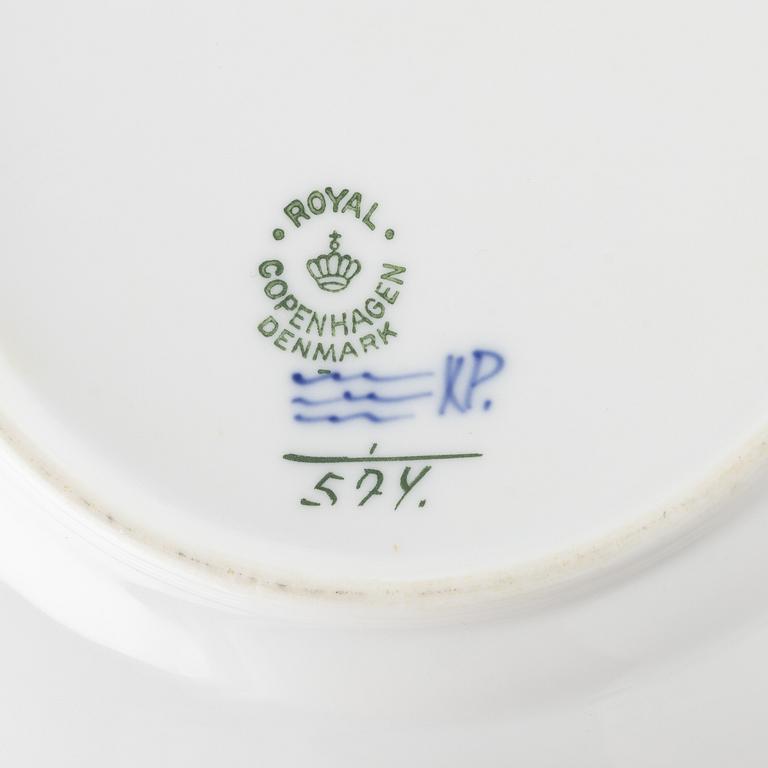 ROYAL
COPENHAGEN
DENMARK
KP.
1
574.